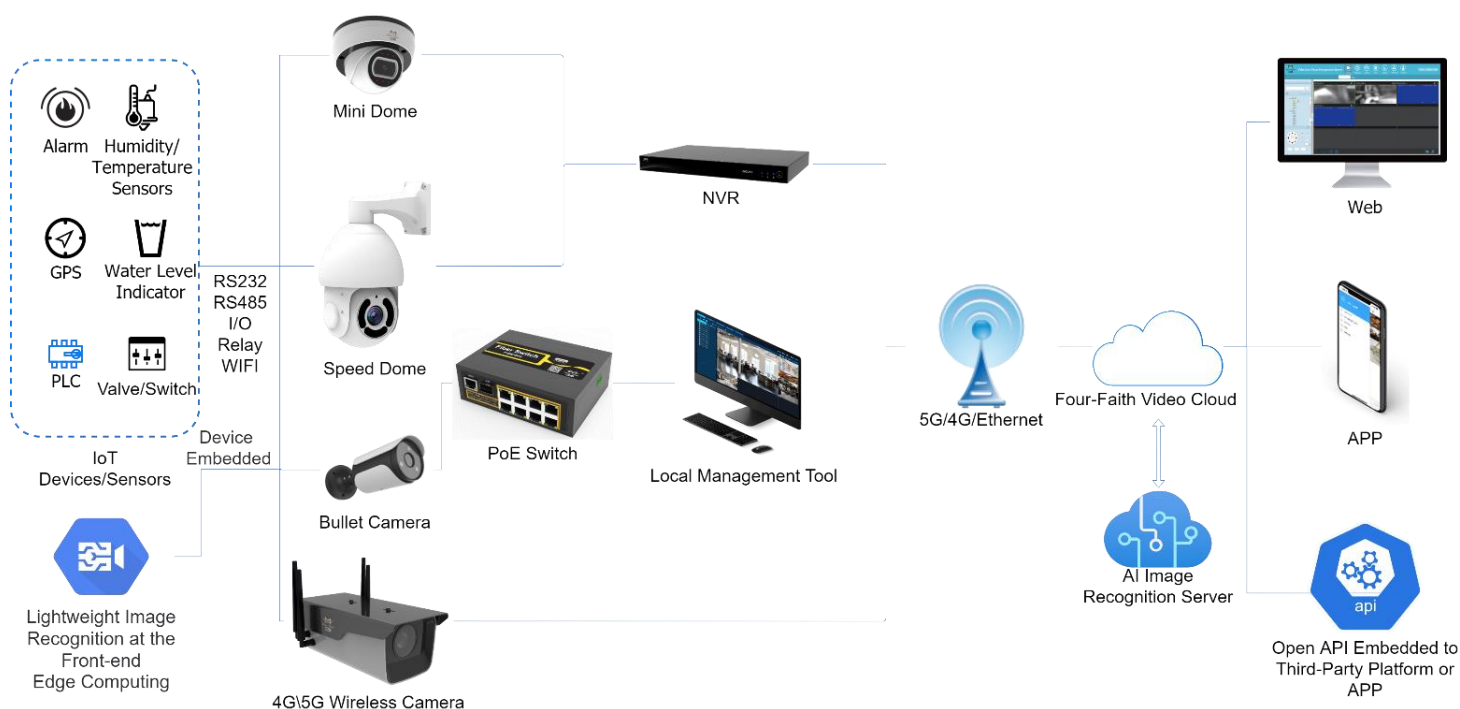 Mini Dome
Alarm
Humidity/
Temperature
Sensors
GPS
Water Level
Indicator
PLC
Valve/Switch
IoT
Devices/Sensors
RS232
RS485
I/O
Relay
WIFI
Device
Embedded
Lightweight Image
Recognition at the
Front-end
Edge Computing
Speed Dome
Bullet Camera
4G\5G Wireless Camera
NVR
Fiber Switch
PoE Switch
Local Management Tool
5G/4G/Ethernet
Four-Faith Video Cloud
AI Image
Recognition Server
Web
APP
api
Open API Embedded to
Third-Party Platform or
APP